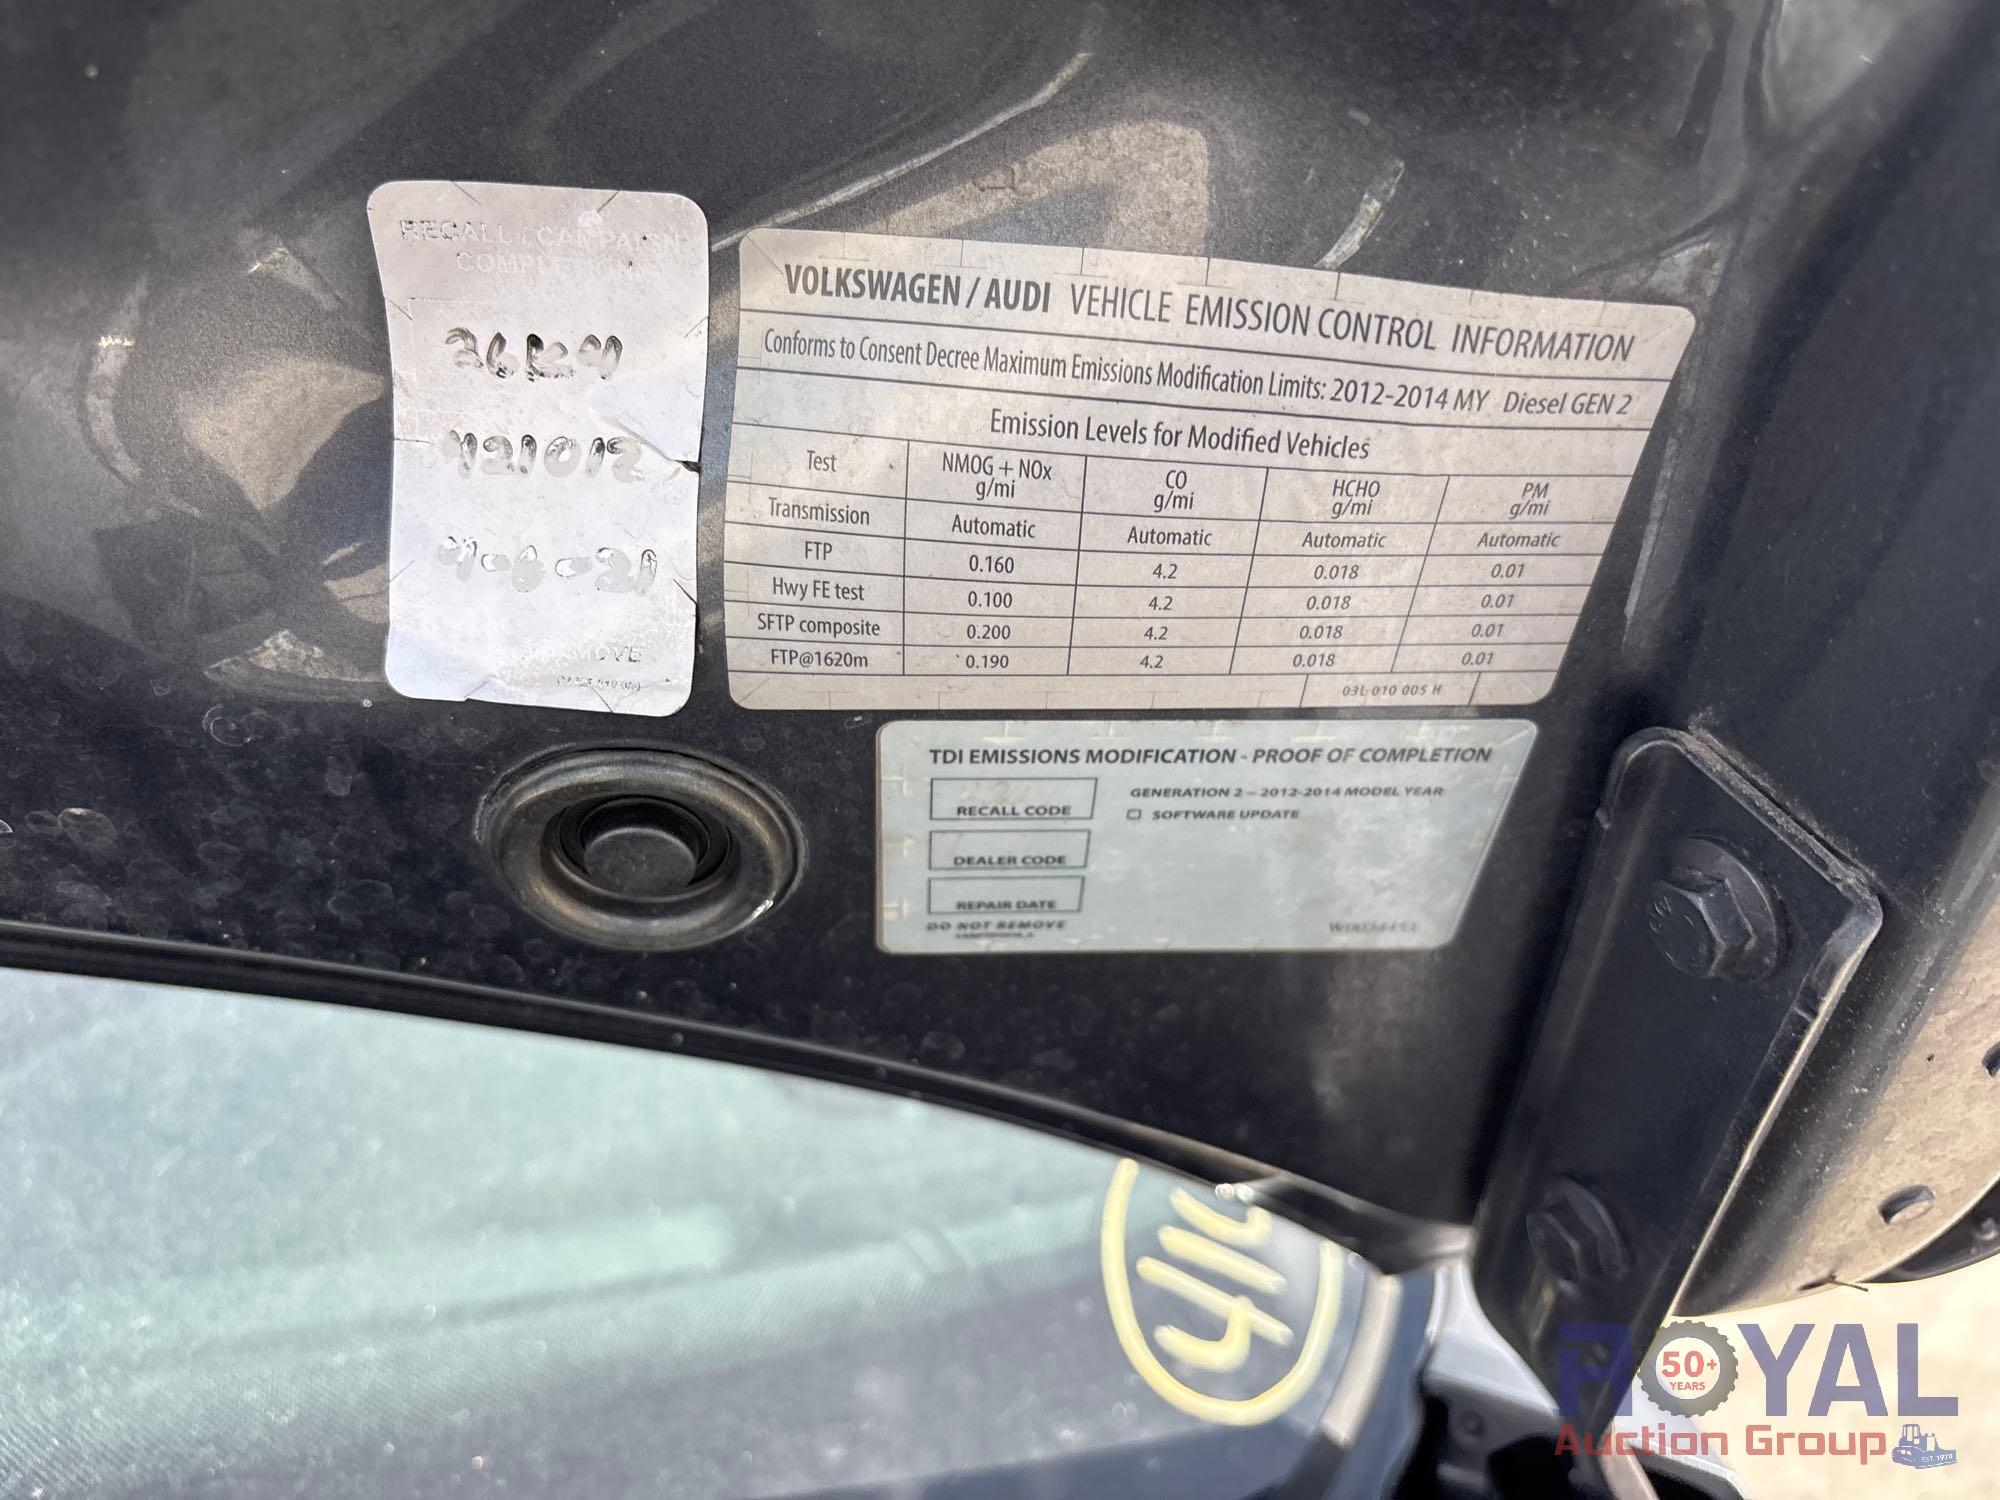 RECALL / CAMPAIGN
36K4
421012
4-6-21
VOLKSWAGEN / AUDI VEHICLE EMISSION CONTROL INFORMATION
Conforms to Consent Decree Maximum Emissions Modification Limits: 2012-2014 MY Diesel GEN 2
Emission Levels for Modified Vehicles
Test NMOG + NOx g/mi CO g/mi HCHO g/mi PM g/mi
Transmission Automatic Automatic Automatic Automatic
FTP 0.160 4.2 0.018 0.01
Hwy FE test 0.100 4.2 0.018 0.01
SFTP composite 0.200 4.2 0.018 0.01
FTP@1620m 0.190 4.2 0.018 0.01
03L 010 005 H
TDI EMISSIONS MODIFICATION - PROOF OF COMPLETION
RECALL CODE
GENERATION 2 - 2012-2014 MODEL YEAR
SOFTWARE UPDATE
DEALER CODE
REPAIR DATE
DO NOT REMOVE
416
ROYAL
50+
YEARS
Auction Group
EST. 1970